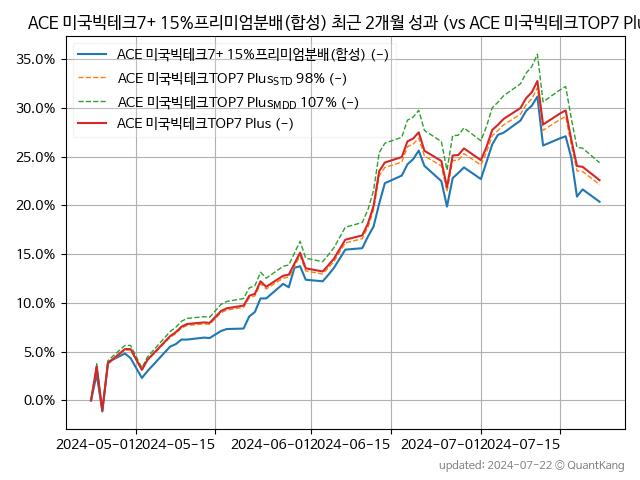 ACE 미국빅테크7+ 15%프리미엄분배(합성) 최근 2개월 성과 (vs ACE 미국빅테크TOP7 Pl
35.0%
30.0%
25.0%
20.0%
15.0%
10.0%
5.0%
0.0%
ACE 미국빅테크7+ 15%프리미엄분배(합성) (-)
ACE 미국빅테크TOP7 PlusSTD 98% (-)
ACE 미국빅테크TOP7 PlusMDD 107% (-)
ACE 미국빅테크TOP7 Plus (-)
2024-05-01 2024-05-15 2024-06-01 2024-06-15 2024-07-01 2024-07-15
updated: 2024-07-22 © QuantKang